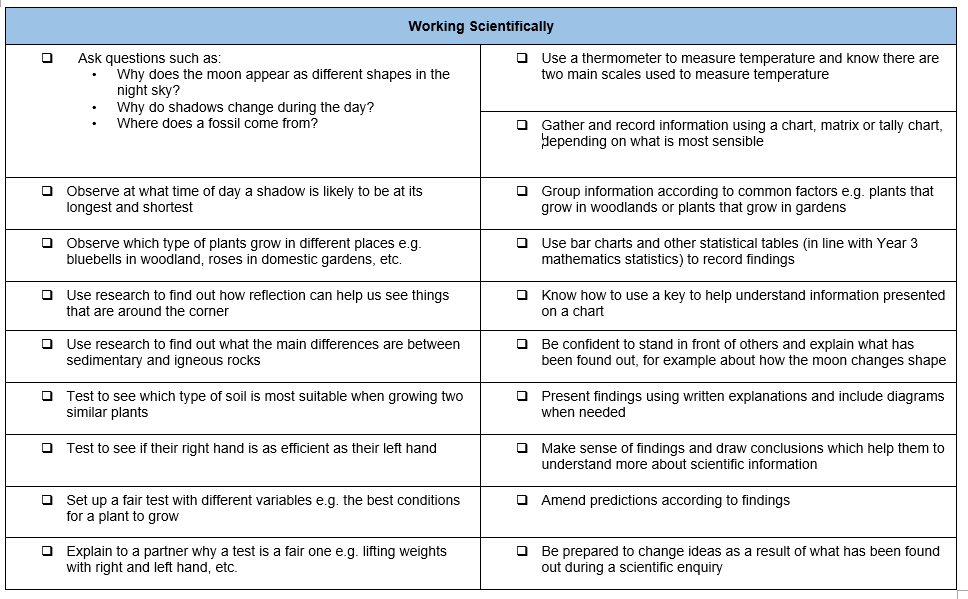 Working Scientifically
❑ Ask questions such as:
• Why does the moon appear as different shapes in the
night sky?
• Why do shadows change during the day?
• Where does a fossil come from?
❑ Use a thermometer to measure temperature and know there are
two main scales used to measure temperature
❑ Gather and record information using a chart, matrix or tally chart,
depending on what is most sensible
❑ Observe at what time of day a shadow is likely to be at its
longest and shortest
❑ Group information according to common factors e.g. plants that
grow in woodlands or plants that grow in gardens
❑ Observe which type of plants grow in different places e.g.
bluebells in woodland, roses in domestic gardens, etc.
❑ Use bar charts and other statistical tables (in line with Year 3
mathematics statistics) to record findings
❑ Use research to find out how reflection can help us see things
that are around the corner
❑ Know how to use a key to help understand information presented
on a chart
❑ Use research to find out what the main differences are between
sedimentary and igneous rocks
❑ Be confident to stand in front of others and explain what has
been found out, for example about how the moon changes shape
❑ Test to see which type of soil is most suitable when growing two
similar plants
❑ Present findings using written explanations and include diagrams
when needed
❑ Test to see if their right hand is as efficient as their left hand
❑ Make sense of findings and draw conclusions which help them to
understand more about scientific information
❑ Set up a fair test with different variables e.g. the best conditions
for a plant to grow
❑ Amend predictions according to findings
❑ Explain to a partner why a test is a fair one e.g. lifting weights
with right and left hand, etc.
❑ Be prepared to change ideas as a result of what has been found
out during a scientific enquiry